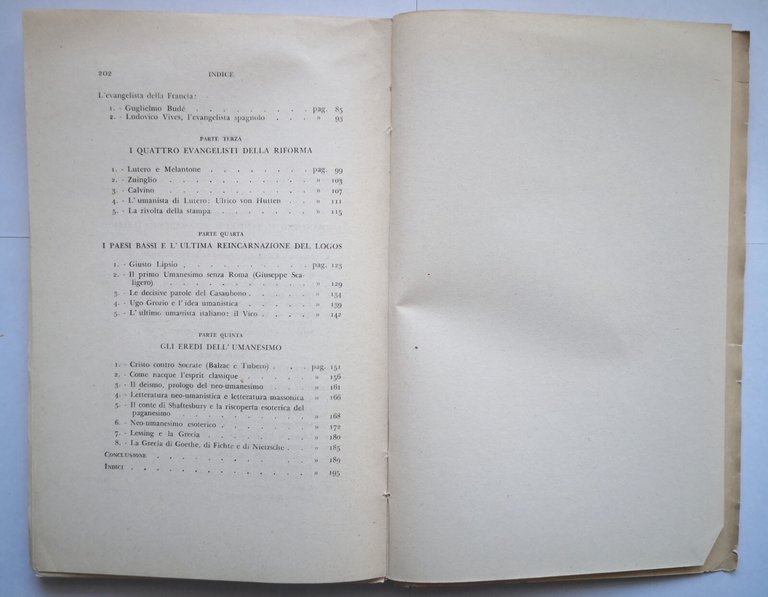 202 INDICE
L'evangelista della Francia:
1. - Guglielmo Budé . . . . . . . . . pag. 85
2. - Ludovico Vives, l'evangelista spagnolo . . . » 93
PARTE TERZA
I QUATTRO EVANGELISTI DELLA RIFORMA
1. - Lutero e Melantone . . . . . . . . pag. 99
2. - Zuinglio . . . . . . . . . . . » 103
3. - Calvino . . . . . . . . . . . » 107
4. - L'umanista di Lutero: Ulrico von Hutten . . » 111
5. - La rivolta della stampa . . . . . . . » 115
PARTE QUARTA
I PAESI BASSI E L'ULTIMA REINCARNAZIONE DEL LOGOS
1. - Giusto Lipsio . . . . . . . . . . pag. 123
2. - Il primo Umanesimo senza Roma (Giuseppe Sca-
ligero) . . . . . . . . . . . » 129
3. - Le decisive parole del Casaubono . . . . . » 134
4. - Ugo Grozio e l'idea umanistica . . . . . » 139
5. - L'ultimo umanista italiano: il Vico . . . . » 142
PARTE QUINTA
GLI EREDI DELL'UMANESIMO
1. - Cristo contro Socrate (Balzac e Tubero) . . . pag. 151
2. - Come nacque l'esprit classique . . . . . » 156
3. - Il deismo, prologo del neo-umanesimo . . . » 161
4. - Letteratura neo-umanistica e letteratura massonica » 166
5. - Il conte di Shaftesbury e la riscoperta esoterica del
paganesimo . . . . . . . . . . » 168
6. - Neo-umanesimo esoterico . . . . . . . » 172
7. - Lessing e la Grecia . . . . . . . . » 180
8. - La Grecia di Goethe, di Fichte e di Nietzsche . . » 185
CONCLUSIONE . . . . . . . . . . . » 189
INDICI . . . . . . . . . . . . . » 195